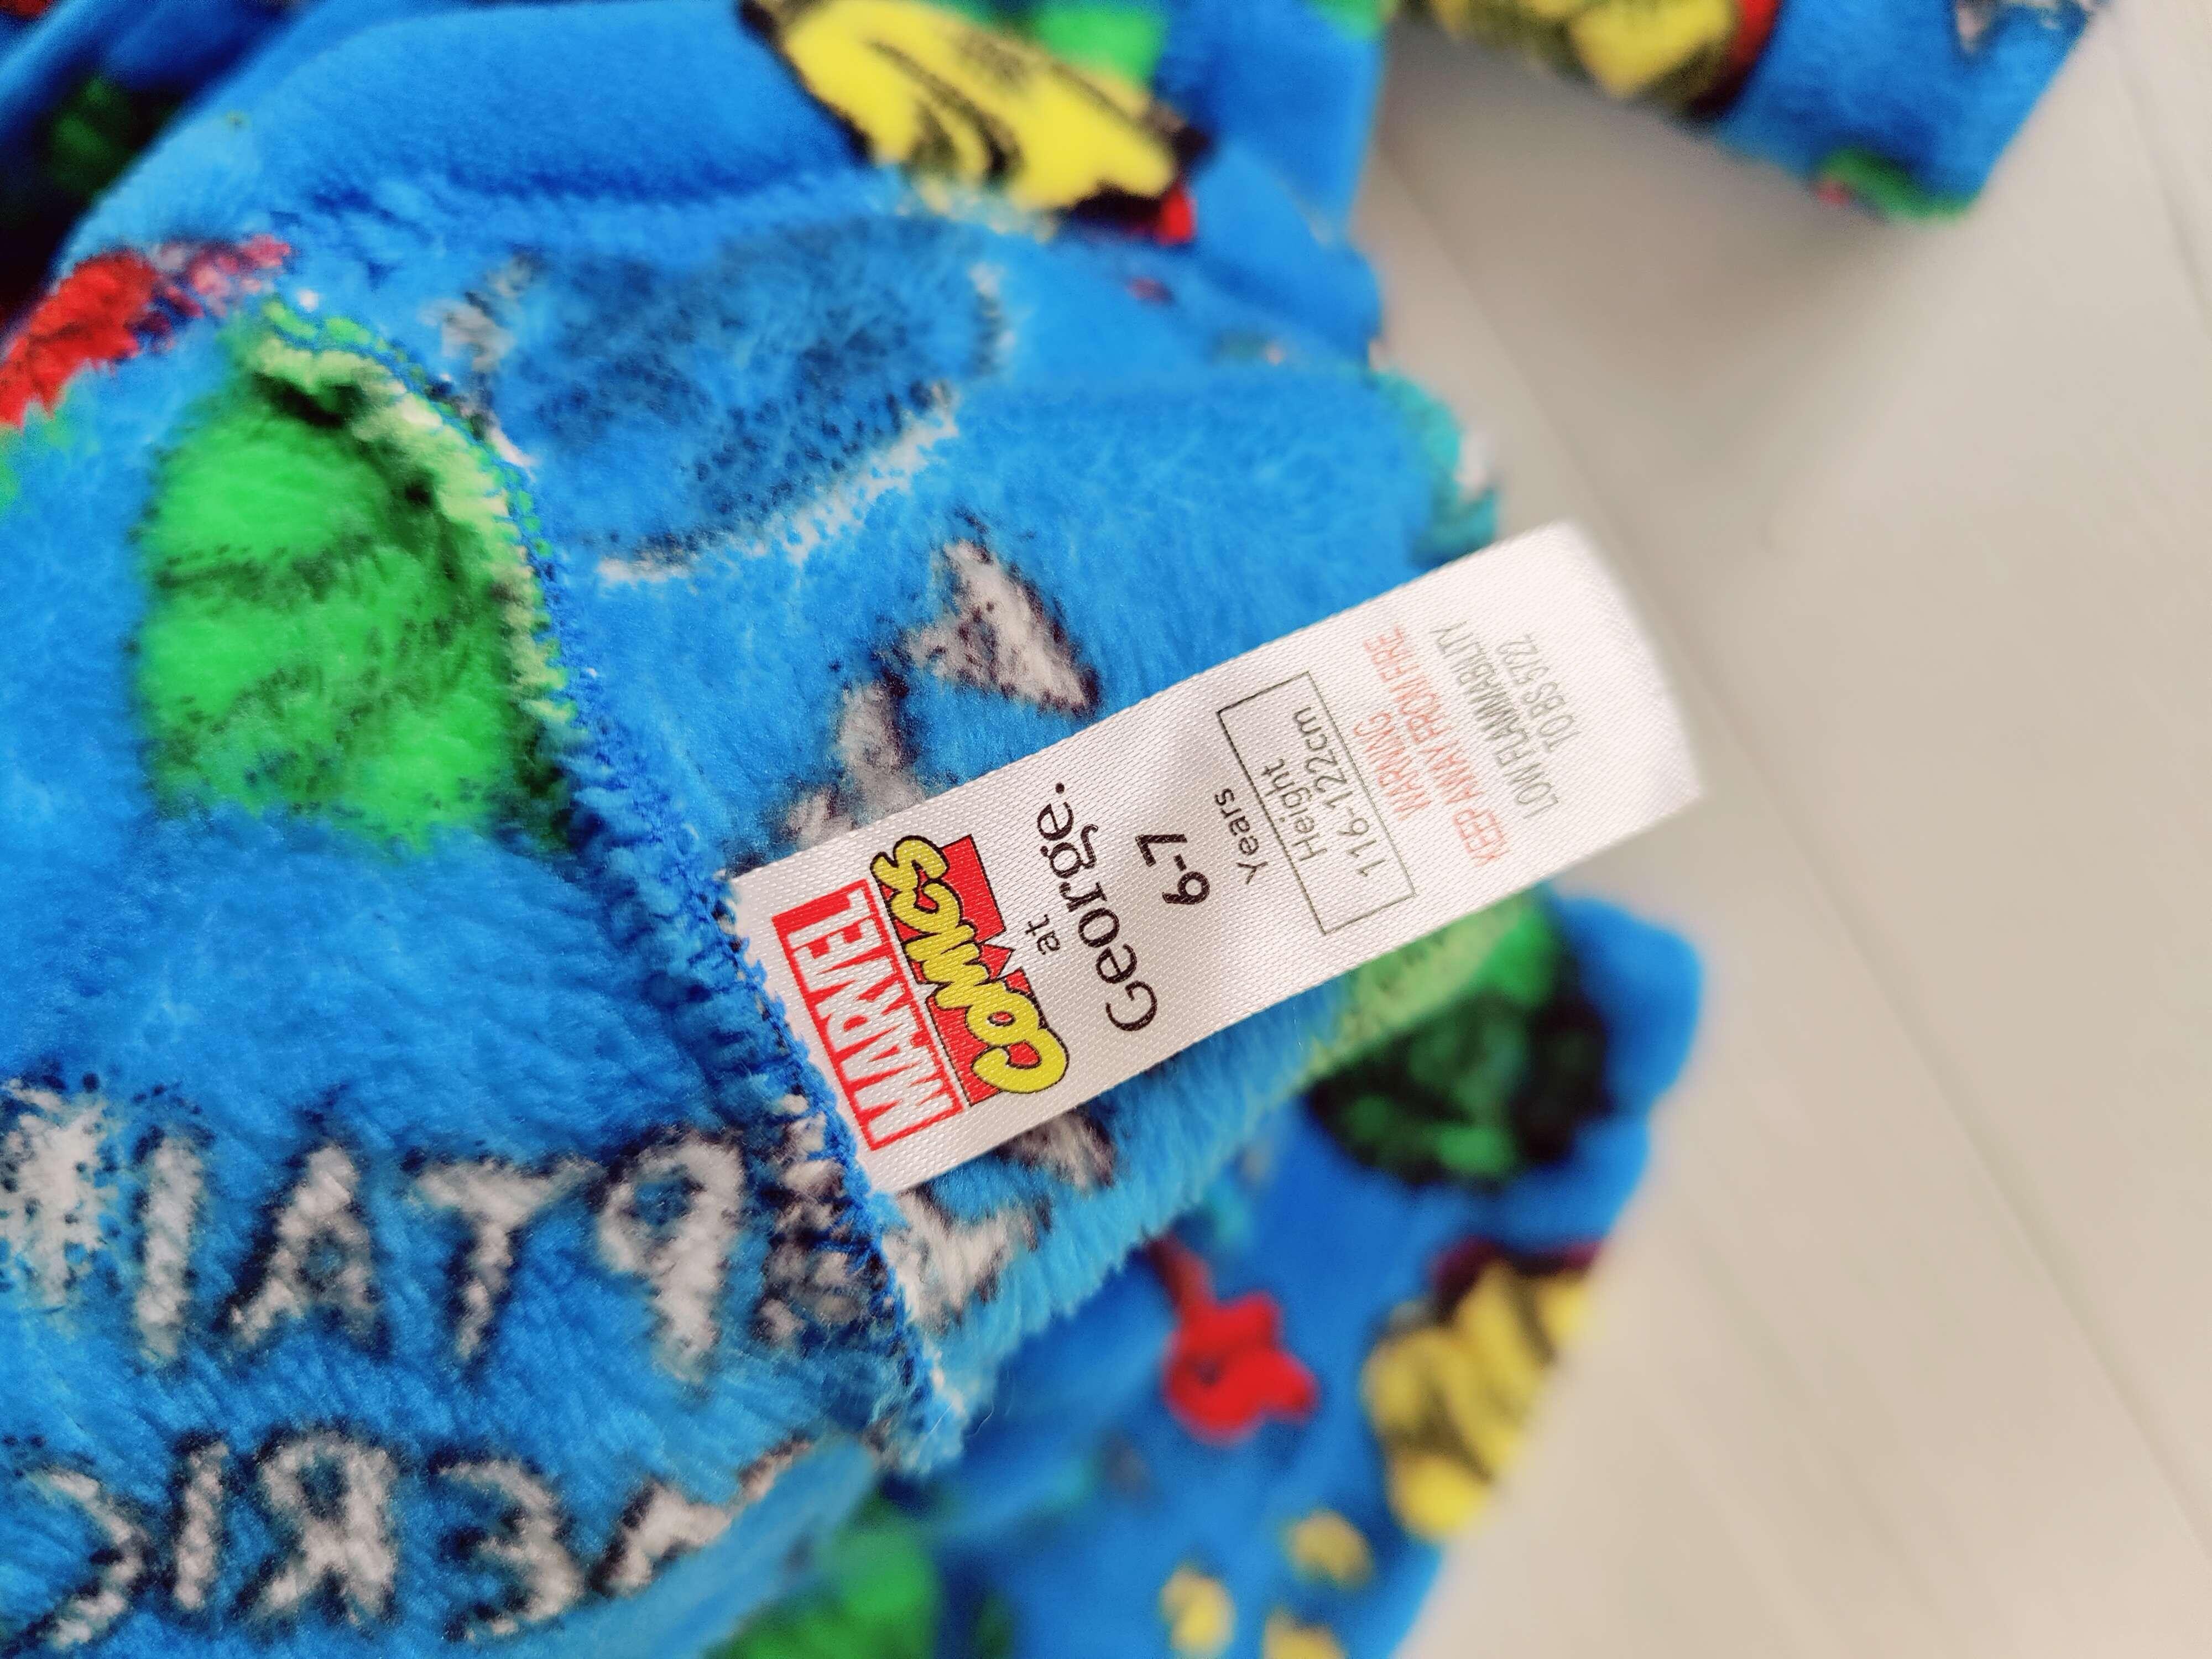 MARVEL
COMICS
at
George.
6-7
Years
Height
116-122cm
WARNING
KEEP AWAY FROM FIRE
LOW FLAMMABILITY
TO BS 5722